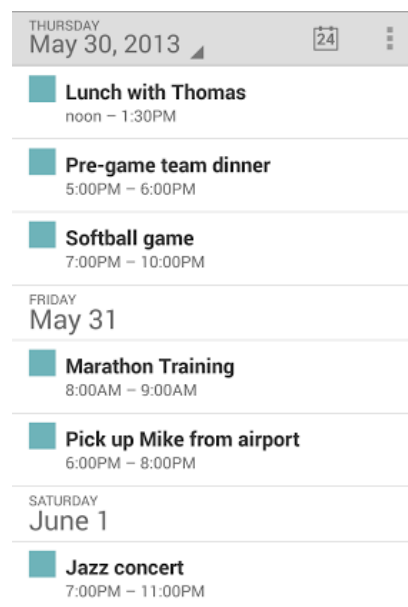 THURSDAY
May 30, 2013
24
Lunch with Thomas
noon – 1:30PM
Pre-game team dinner
5:00PM – 6:00PM
Softball game
7:00PM – 10:00PM
FRIDAY
May 31
Marathon Training
8:00AM – 9:00AM
Pick up Mike from airport
6:00PM – 8:00PM
SATURDAY
June 1
Jazz concert
7:00PM – 11:00PM